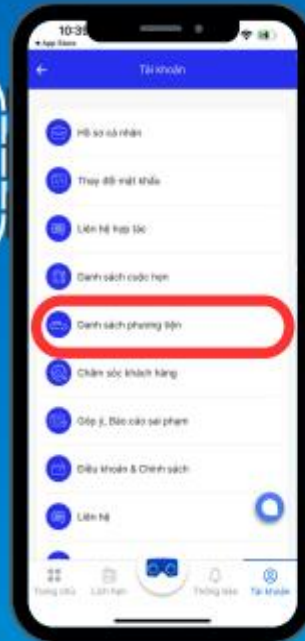 10:35
App Store
Tài khoản
Hồ sơ cá nhân
Thay đổi mật khẩu
Liên hệ hợp tác
Danh sách cuộc hẹn
Danh sách phương tiện
Chăm sóc khách hàng
Góp ý, Báo cáo sai phạm
Điều khoản & Chính sách
Liên hệ
Trang chủ
Lịch hẹn
Thông báo
Tài khoản